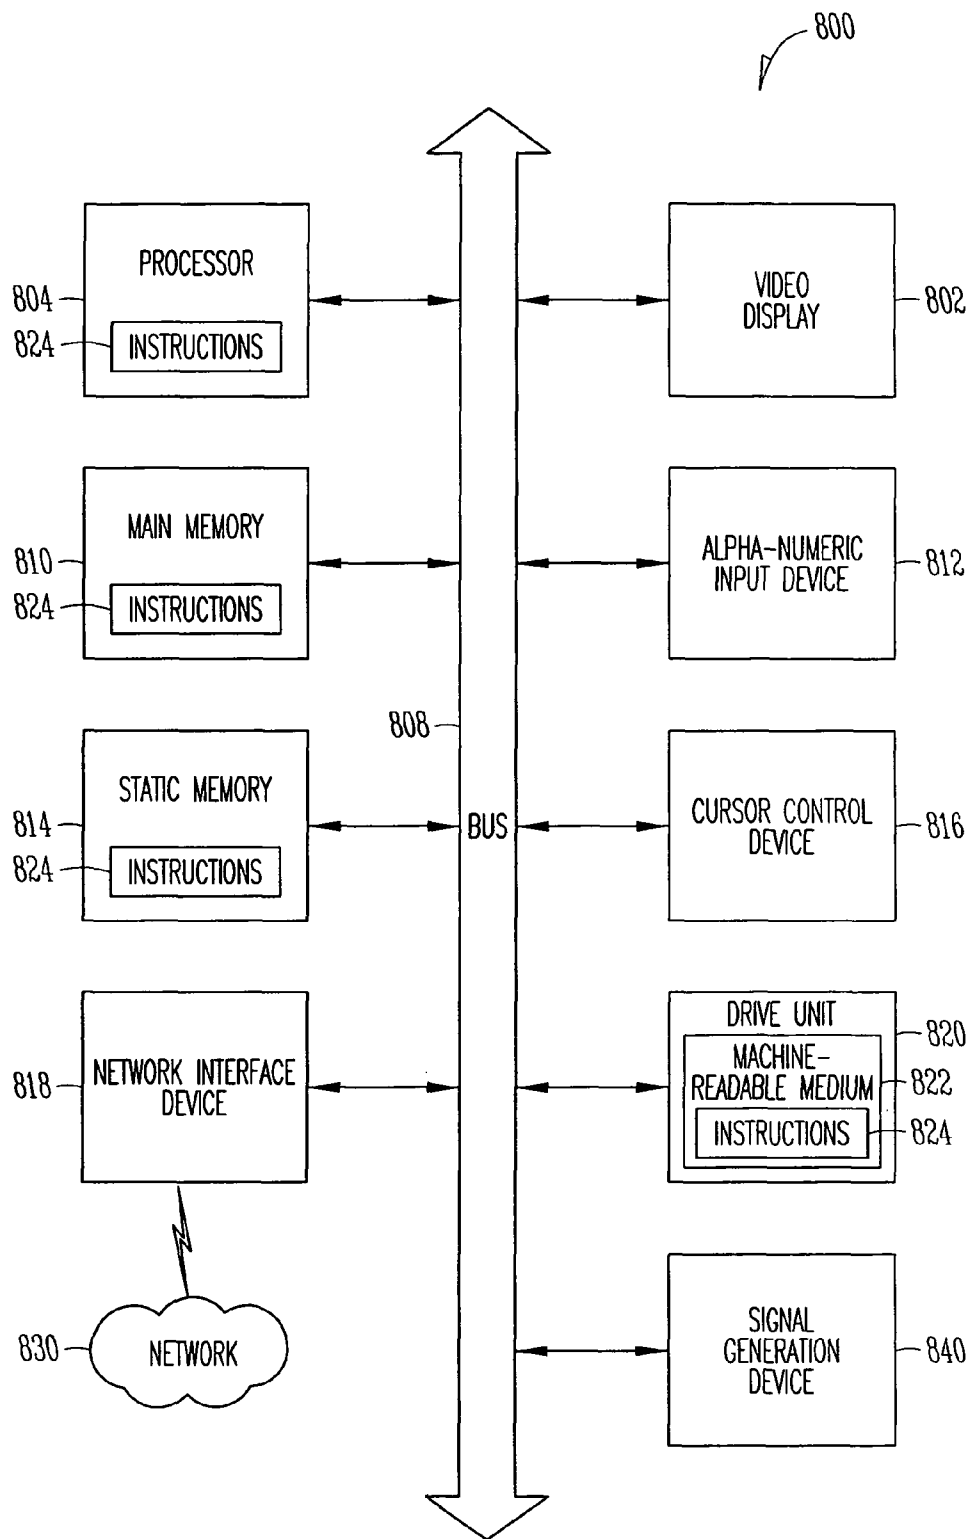 800
PROCESSOR
804
824
INSTRUCTIONS
VIDEO
DISPLAY
802
MAIN MEMORY
810
824
INSTRUCTIONS
ALPHA-NUMERIC
INPUT DEVICE
812
808
STATIC MEMORY
814
824
INSTRUCTIONS
BUS
CURSOR CONTROL
DEVICE
816
NETWORK INTERFACE
DEVICE
818
DRIVE UNIT
820
MACHINE-
READABLE MEDIUM
822
INSTRUCTIONS
824
830
NETWORK
SIGNAL
GENERATION
DEVICE
840